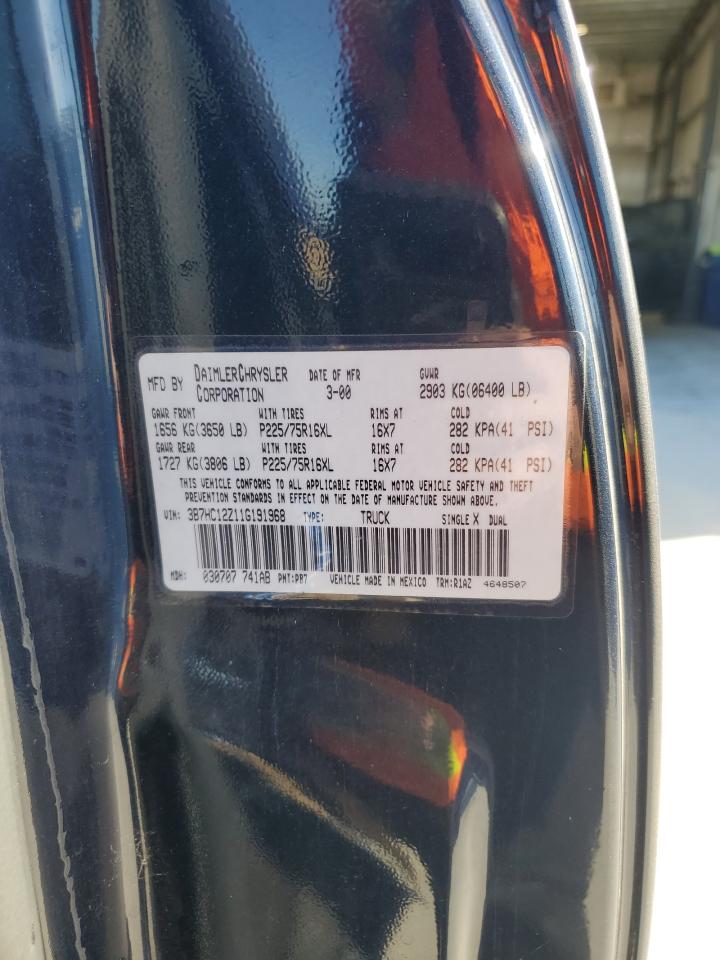 MFD BY DAIMLERCHRYSLER CORPORATION DATE OF MFR 3-00 GVWR 2903 KG(06400 LB)
GAWR FRONT WITH TIRES RIMS AT COLD
1656 KG(3650 LB) P225/75R16XL 16X7 282 KPA(41 PSI)
GAWR REAR WITH TIRES RIMS AT COLD
1727 KG(3806 LB) P225/75R16XL 16X7 282 KPA(41 PSI)
THIS VEHICLE CONFORMS TO ALL APPLICABLE FEDERAL MOTOR VEHICLE SAFETY AND THEFT
PREVENTION STANDARDS IN EFFECT ON THE DATE OF MANUFACTURE SHOWN ABOVE.
VIN: 3B7HC12Z11G191968 TYPE: TRUCK SINGLE X DUAL
MDH: 030707 741AB PNT:PB7 VEHICLE MADE IN MEXICO TRM:R1AZ 4648507